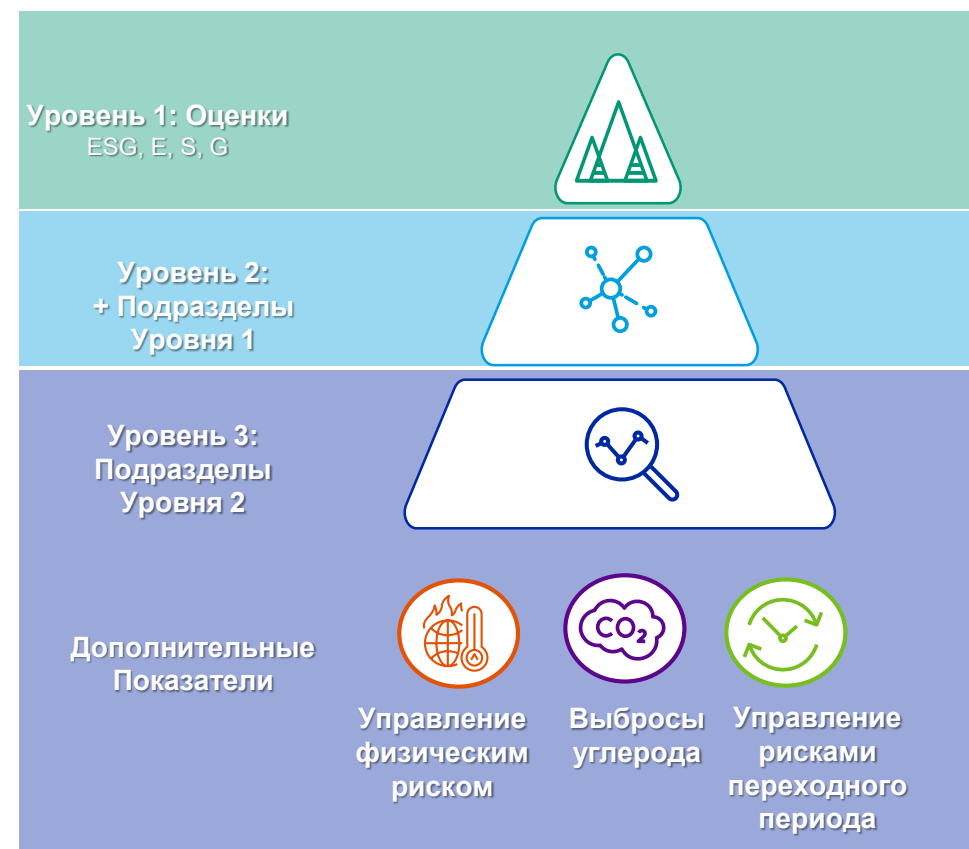 Уровень 1: Оценки
ESG, E, S, G
Уровень 2:
+ Подразделы
Уровня 1
Уровень 3:
Подразделы
Уровня 2
Дополнительные
Показатели
CO₂
Управление
физическим
риском
Выбросы
углерода
Управление
рисками
переходного
периода